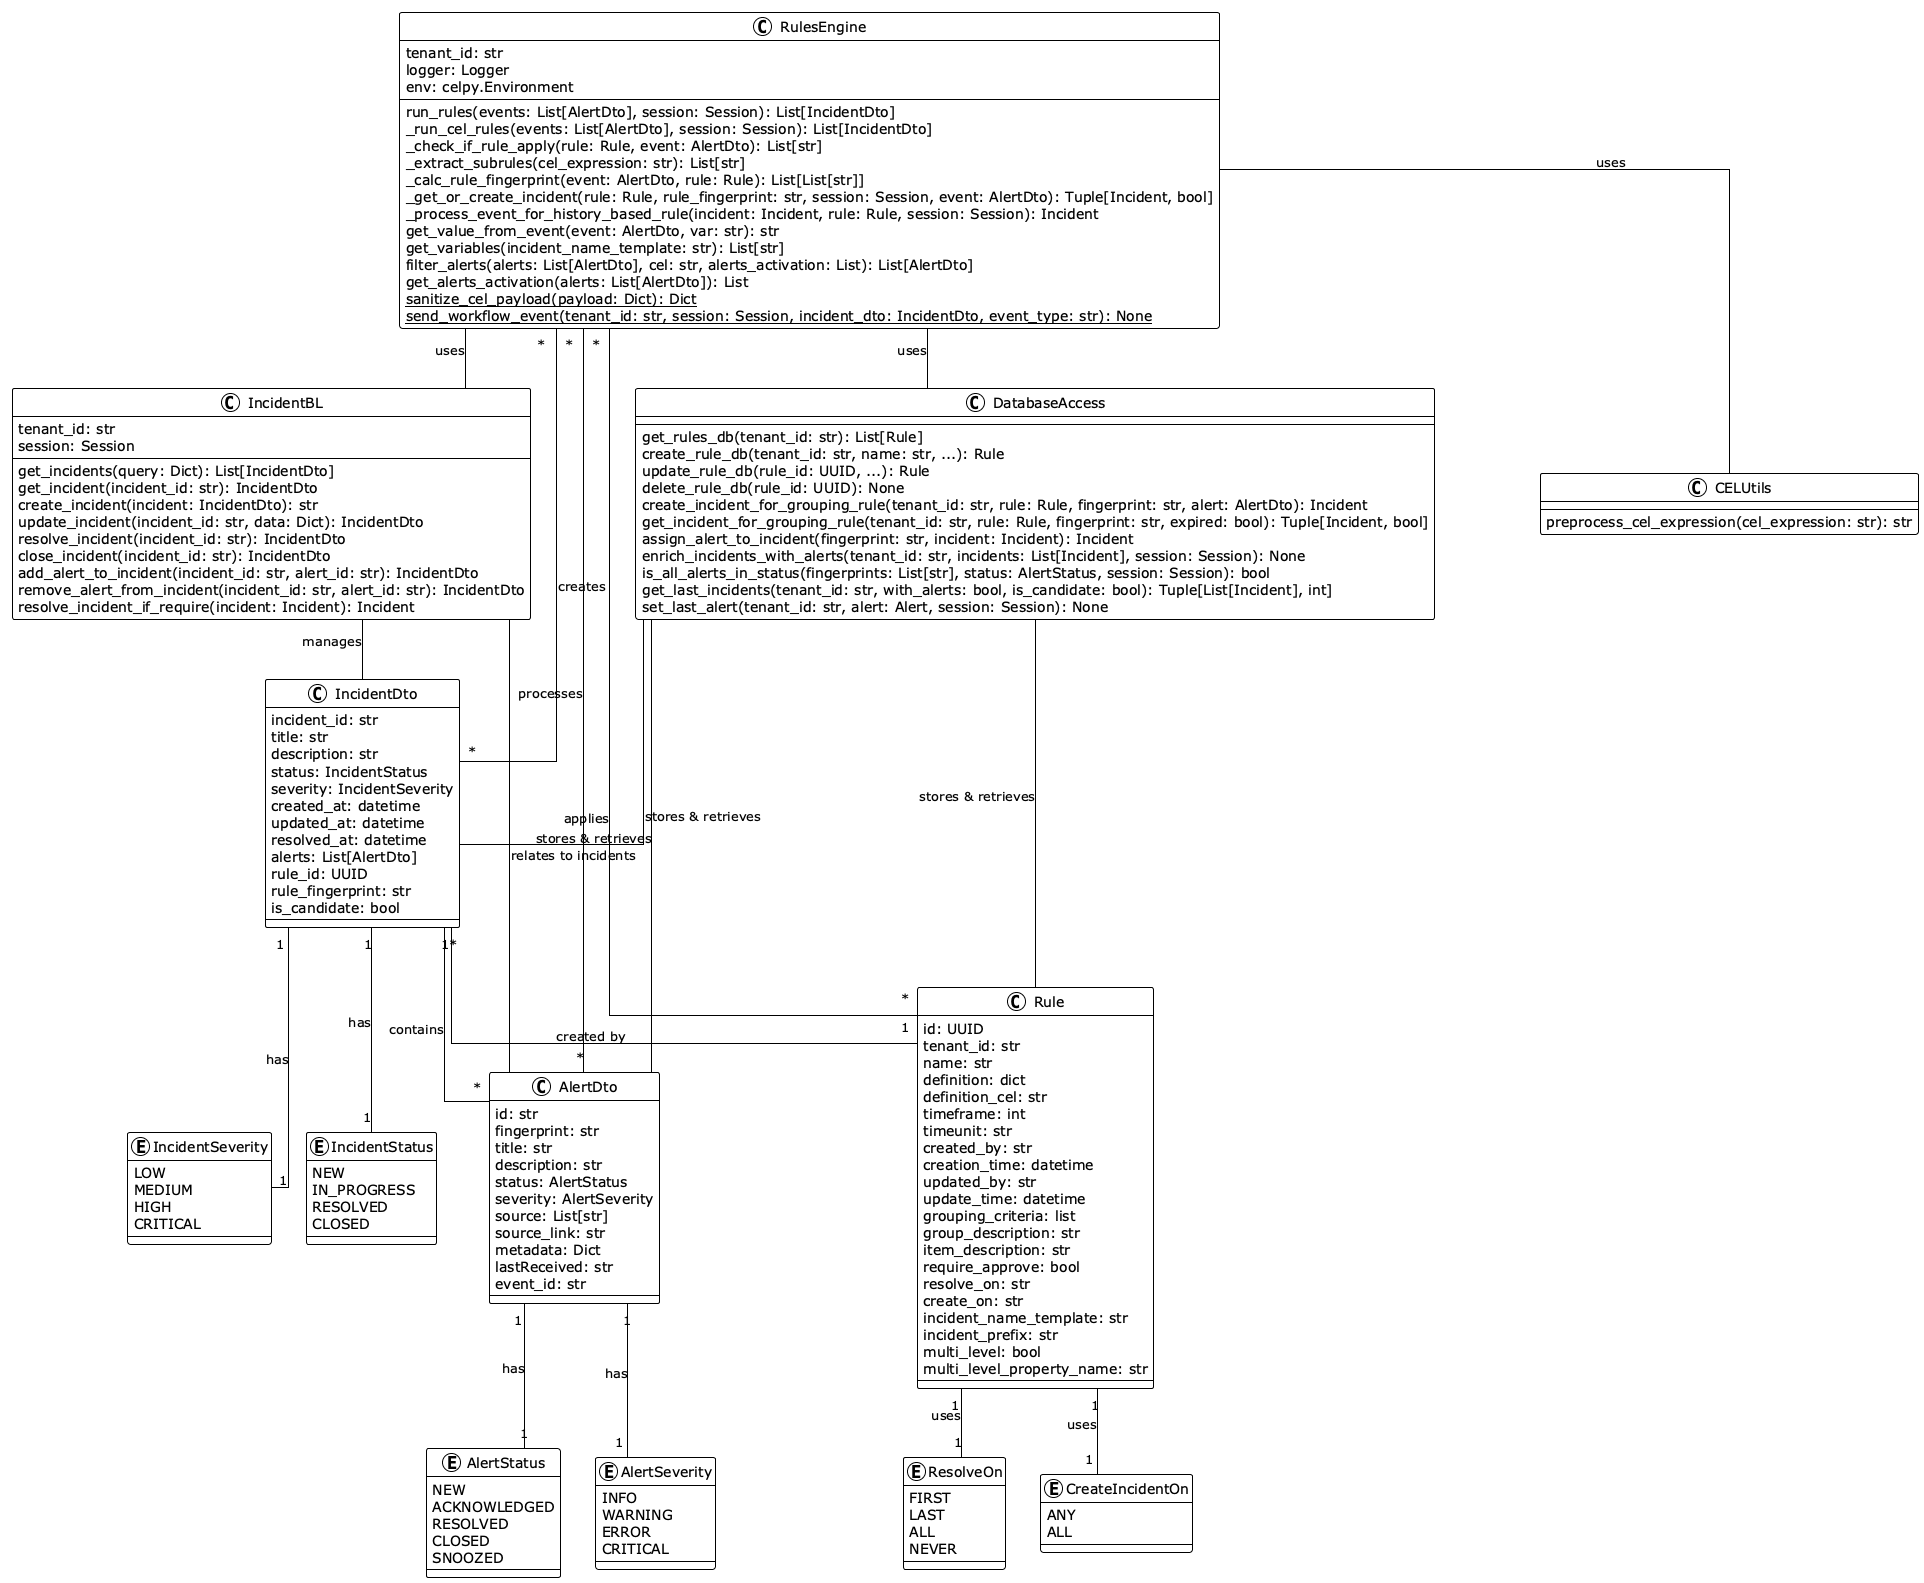 C RulesEngine
tenant_id: str
logger: Logger
env: celpy.Environment
run_rules(events: List[AlertDto], session: Session): List[IncidentDto]
_run_cel_rules(events: List[AlertDto], session: Session): List[IncidentDto]
_check_if_rule_apply(rule: Rule, event: AlertDto): List[str]
_extract_subrules(cel_expression: str): List[str]
_calc_rule_fingerprint(event: AlertDto, rule: Rule): List[List[str]]
_get_or_create_incident(rule: Rule, rule_fingerprint: str, session: Session, event: AlertDto): Tuple[Incident, bool]
_process_event_for_history_based_rule(incident: Incident, rule: Rule, session: Session): Incident
get_value_from_event(event: AlertDto, var: str): str
get_variables(incident_name_template: str): List[str]
filter_alerts(alerts: List[AlertDto], cel: str, alerts_activation: List): List[AlertDto]
get_alerts_activation(alerts: List[AlertDto]): List
sanitize_cel_payload(payload: Dict): Dict
send_workflow_event(tenant_id: str, session: Session, incident_dto: IncidentDto, event_type: str): None
uses
uses
* * *
uses
C IncidentBL
tenant_id: str
session: Session
get_incidents(query: Dict): List[IncidentDto]
get_incident(incident_id: str): IncidentDto
create_incident(incident: IncidentDto): str
update_incident(incident_id: str, data: Dict): IncidentDto
resolve_incident(incident_id: str): IncidentDto
close_incident(incident_id: str): IncidentDto
add_alert_to_incident(incident_id: str, alert_id: str): IncidentDto
remove_alert_from_incident(incident_id: str, alert_id: str): IncidentDto
resolve_incident_if_require(incident: Incident): Incident
creates
C DatabaseAccess
get_rules_db(tenant_id: str): List[Rule]
create_rule_db(tenant_id: str, name: str, ...): Rule
update_rule_db(rule_id: UUID, ...): Rule
delete_rule_db(rule_id: UUID): None
create_incident_for_grouping_rule(tenant_id: str, rule: Rule, fingerprint: str, alert: AlertDto): Incident
get_incident_for_grouping_rule(tenant_id: str, rule: Rule, fingerprint: str, expired: bool): Tuple[Incident, bool]
assign_alert_to_incident(fingerprint: str, incident: Incident): Incident
enrich_incidents_with_alerts(tenant_id: str, incidents: List[Incident], session: Session): None
is_all_alerts_in_status(fingerprints: List[str], status: AlertStatus, session: Session): bool
get_last_incidents(tenant_id: str, with_alerts: bool, is_candidate: bool): Tuple[List[Incident], int]
set_last_alert(tenant_id: str, alert: Alert, session: Session): None
C CELUtils
preprocess_cel_expression(cel_expression: str): str
manages
processes
C IncidentDto
incident_id: str
title: str
description: str
status: IncidentStatus
severity: IncidentSeverity
created_at: datetime
updated_at: datetime
resolved_at: datetime
alerts: List[AlertDto]
rule_id: UUID
rule_fingerprint: str
is_candidate: bool
*
applies
stores & retrieves
stores & retrieves
relates to incidents
stores & retrieves
1
1
1
*
has
has
contains
created by
*
1
*
*
1
1
C Rule
id: UUID
tenant_id: str
name: str
definition: dict
definition_cel: str
timeframe: int
timeunit: str
created_by: str
creation_time: datetime
updated_by: str
update_time: datetime
grouping_criteria: list
group_description: str
item_description: str
require_approve: bool
resolve_on: str
create_on: str
incident_name_template: str
incident_prefix: str
multi_level: bool
multi_level_property_name: str
E IncidentSeverity
LOW
MEDIUM
HIGH
CRITICAL
E IncidentStatus
NEW
IN_PROGRESS
RESOLVED
CLOSED
C AlertDto
id: str
fingerprint: str
title: str
description: str
status: AlertStatus
severity: AlertSeverity
source: List[str]
source_link: str
metadata: Dict
lastReceived: str
event_id: str
1
1
has
has
1
1
1
1
uses
uses
1
1
E AlertStatus
NEW
ACKNOWLEDGED
RESOLVED
CLOSED
SNOOZED
E AlertSeverity
INFO
WARNING
ERROR
CRITICAL
E ResolveOn
FIRST
LAST
ALL
NEVER
E CreateIncidentOn
ANY
ALL